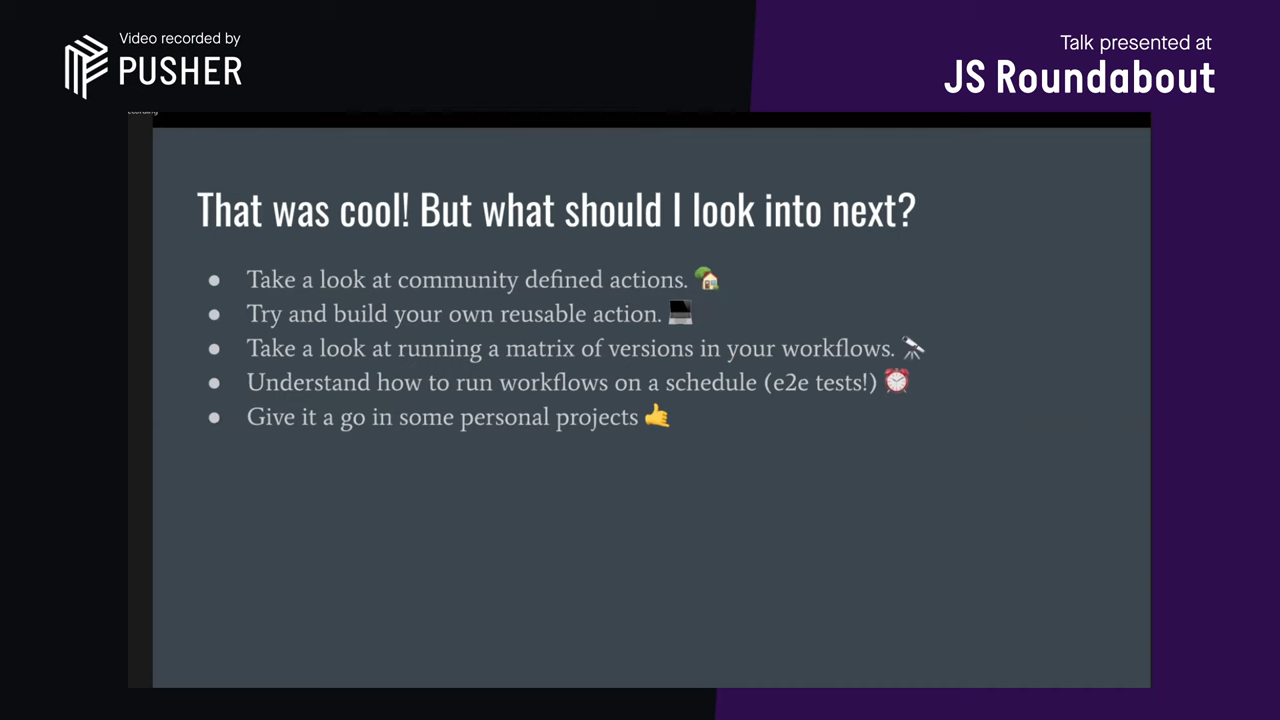 Video recorded by
PUSHER
Talk presented at
JS Roundabout
That was cool! But what should I look into next?
● Take a look at community defined actions. 🏡
● Try and build your own reusable action. 💻
● Take a look at running a matrix of versions in your workflows. 🔭
● Understand how to run workflows on a schedule (e2e tests!) ⏰
● Give it a go in some personal projects 🤙